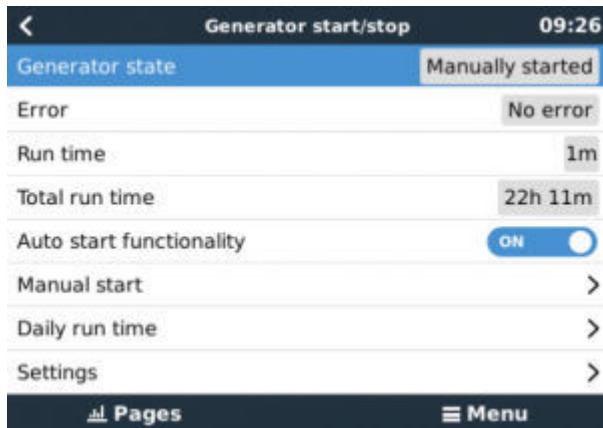 Generator start/stop 09:26
Generator state Manually started
Error No error
Run time 1m
Total run time 22h 11m
Auto start functionality ON
Manual start
Daily run time
Settings
Pages Menu